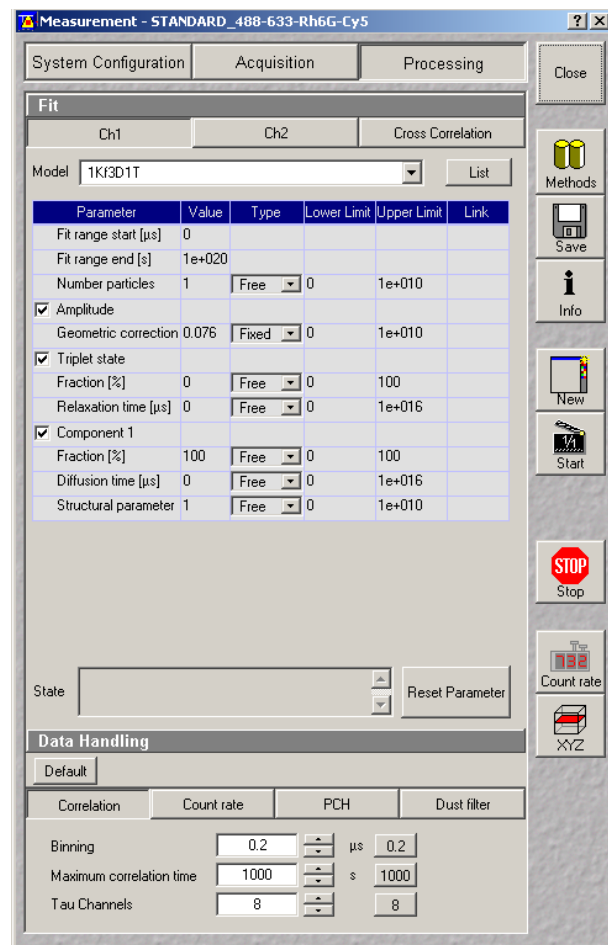 Measurement - STANDARD_488-633-Rh6G-Cy5
System Configuration Acquisition Processing
Close
Fit
Ch1 Ch2 Cross Correlation
Model 1Kf3D1T List
Methods
Parameter Value Type Lower Limit Upper Limit Link
Fit range start [µs] 0
Fit range end [s] 1e+020
Save
Number particles 1 Free 0 1e+010
Amplitude
Info
Geometric correction 0.076 Fixed 0 1e+010
Triplet state
Fraction [%] 0 Free 0 100
Relaxation time [µs] 0 Free 0 1e+016
New
Component 1
Fraction [%] 100 Free 0 100
1/1
Start
Diffusion time [µs] 0 Free 0 1e+016
Structural parameter 1 Free 0 1e+010
STOP
Stop
732
Count rate
State Reset Parameter
Data Handling
XYZ
Default
Correlation Count rate PCH Dust filter
Binning 0.2 µs 0.2
Maximum correlation time 1000 s 1000
Tau Channels 8 8